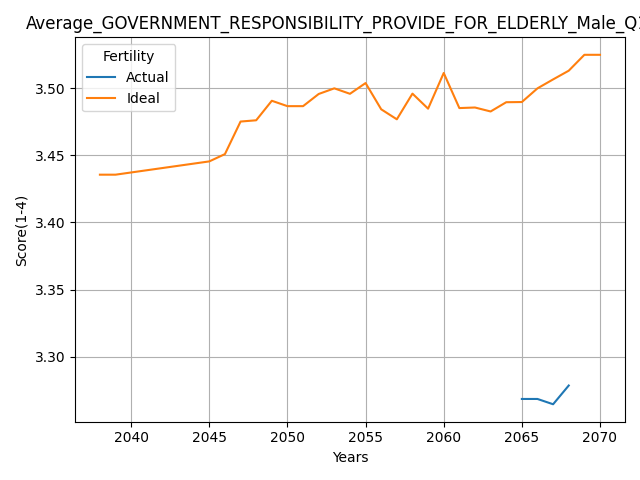 Average_GOVERNMENT_RESPONSIBILITY_PROVIDE_FOR_ELDERLY_Male_Q
Fertility
Actual
Ideal
3.50
3.45
3.40
3.35
3.30
Score(1-4)
2040 2045 2050 2055 2060 2065 2070
Years